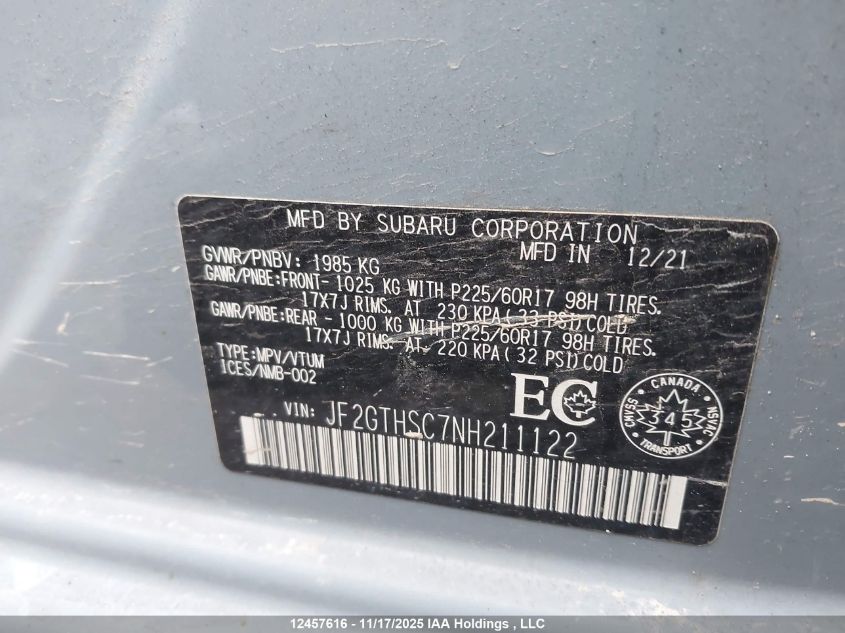 MFD BY SUBARU CORPORATION
GVWR/PNBV: 1985 KG MFD IN 12/21
GAWR/PNBE:FRONT- 1025 KG WITH P225/60R17 98H TIRES.
17X7J RIMS. AT 230 KPA ( 33 PSI) COLD
GAWR/PNBE:REAR - 1000 KG WITH P225/60R17 98H TIRES.
17X7J RIMS. AT 220 KPA ( 32 PSI) COLD
TYPE:MPV/VTUM
ICES/NMB-002
EC
CANADA
CMVSS 345 NSVAC
TRANSPORT
VIN: JF2GTHSC7NH211122
12457616 - 11/17/2025 IAA Holdings , LLC